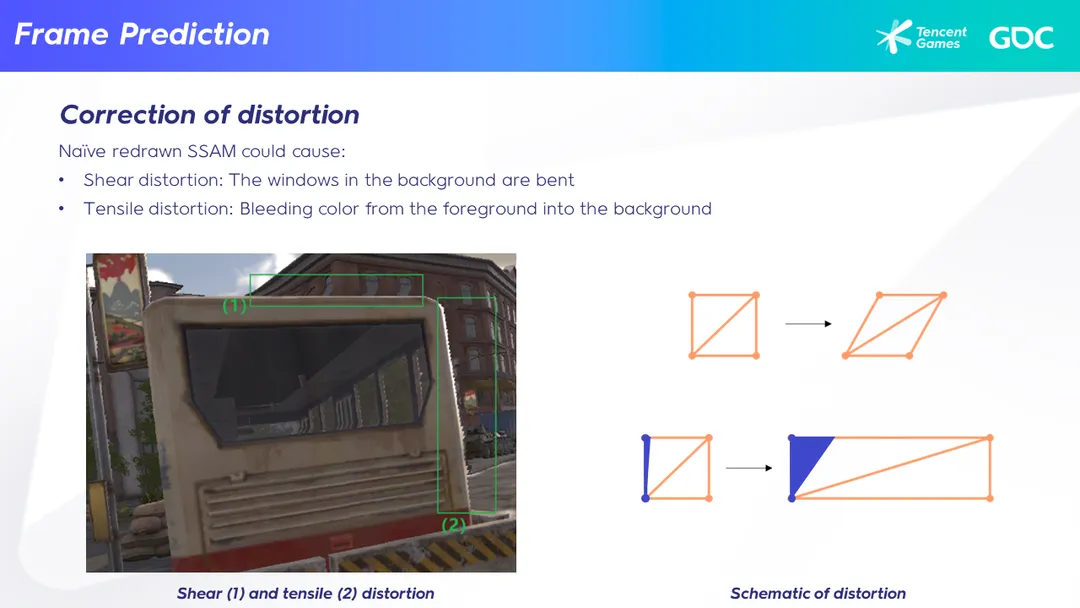 Frame Prediction
Tencent
Games
GDC
Correction of distortion
Naïve redrawn SSAM could cause:
• Shear distortion: The windows in the background are bent
• Tensile distortion: Bleeding color from the foreground into the background
(1)
(2)
Shear (1) and tensile (2) distortion
Schematic of distortion